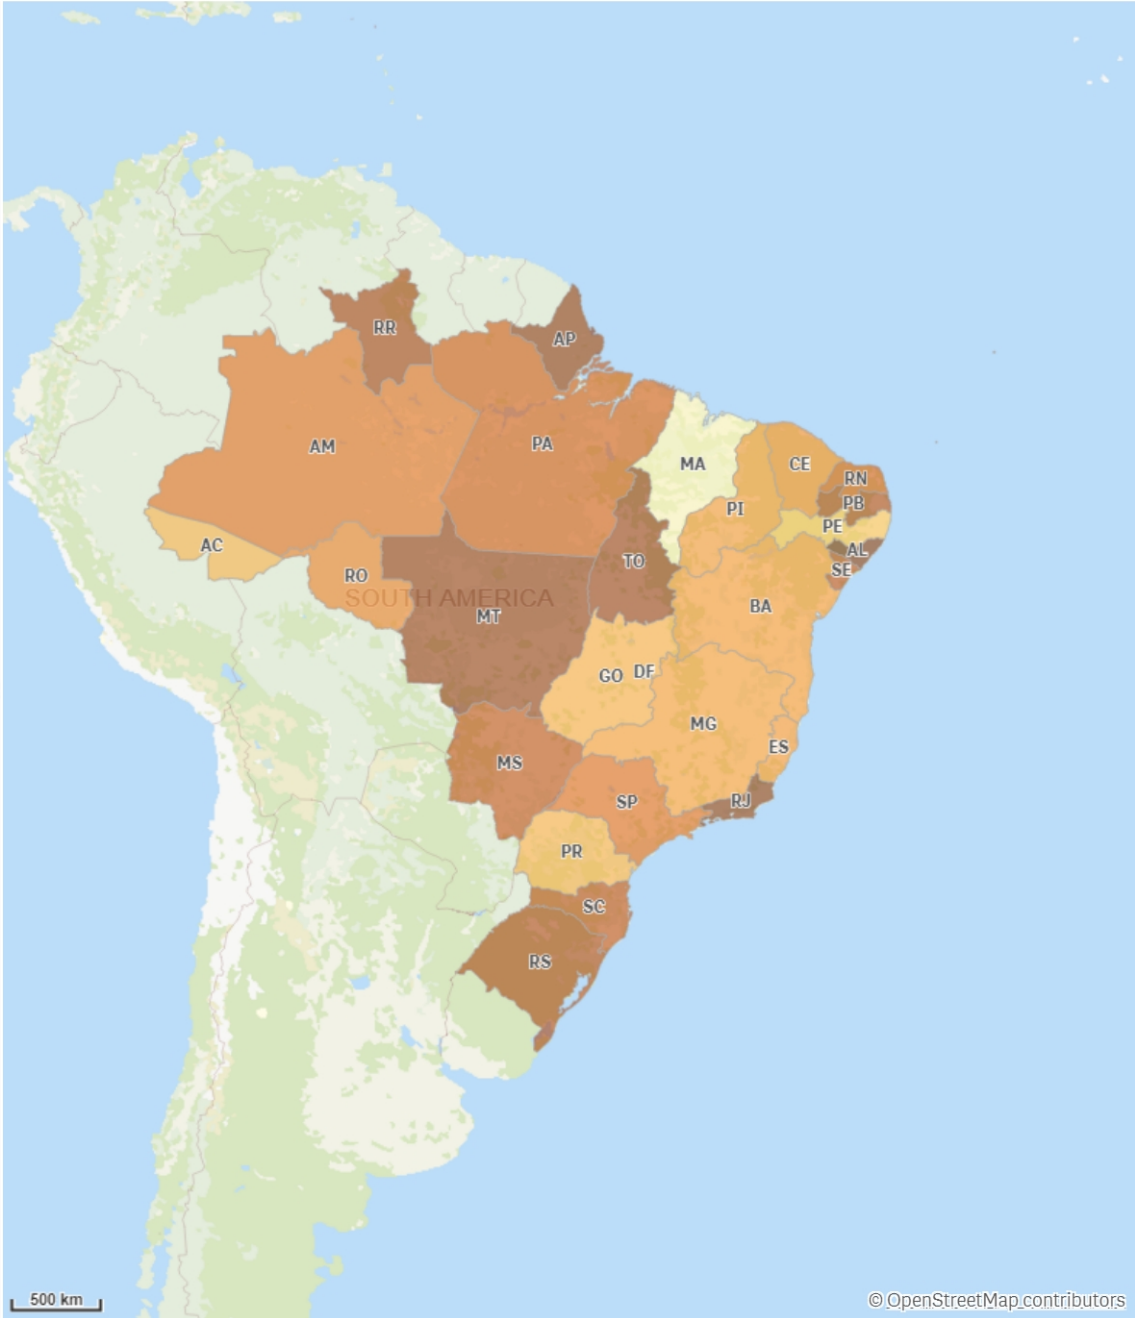 RR
AP
AM
PA
MA
CE
RN
PB
PI
PE
AL
AC
TO
SE
RO
SOUTH AMERICA
BA
MT
GO
DF
MG
ES
MS
SP
RJ
PR
SC
RS
500 km
© OpenStreetMap contributors